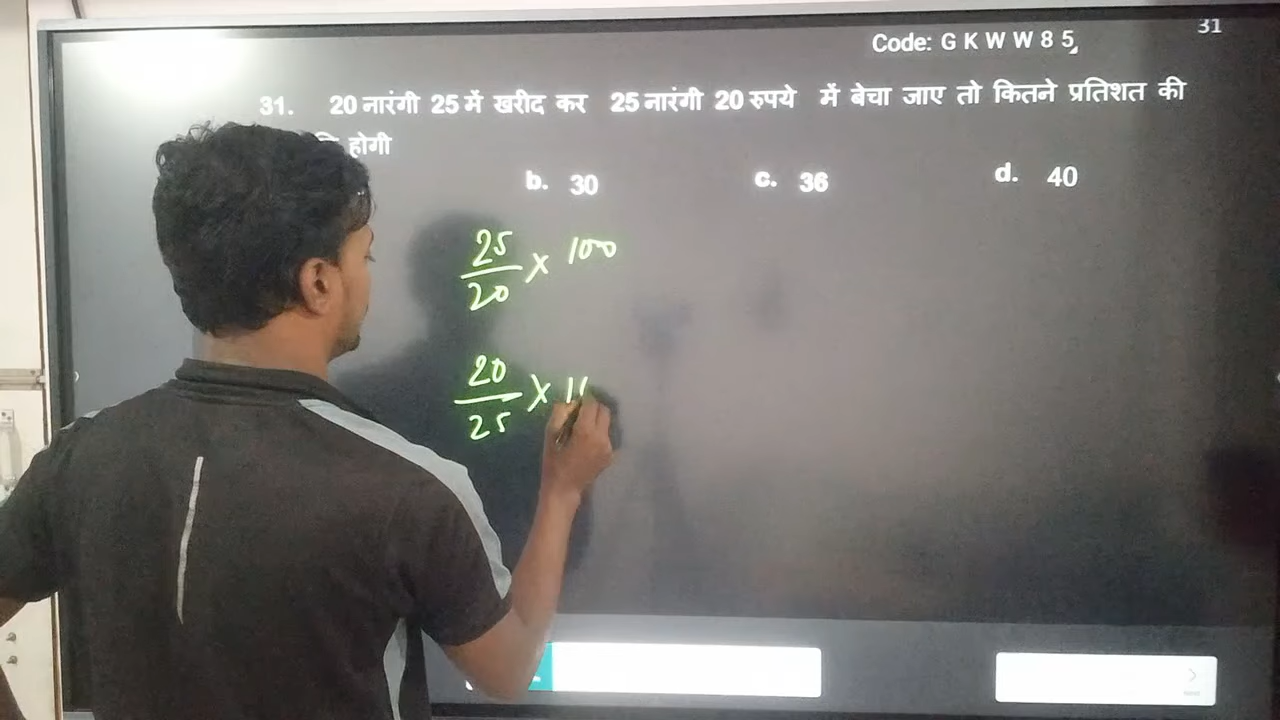 31
Code: G K W W 8 5
31. 20 नारंगी 25 में खरीद कर 25 नारंगी 20 रुपये में बेचा जाए तो कितने प्रतिशत की
होगी
b. 30 c. 36 d. 40
25/20 × 100
20/25 ×